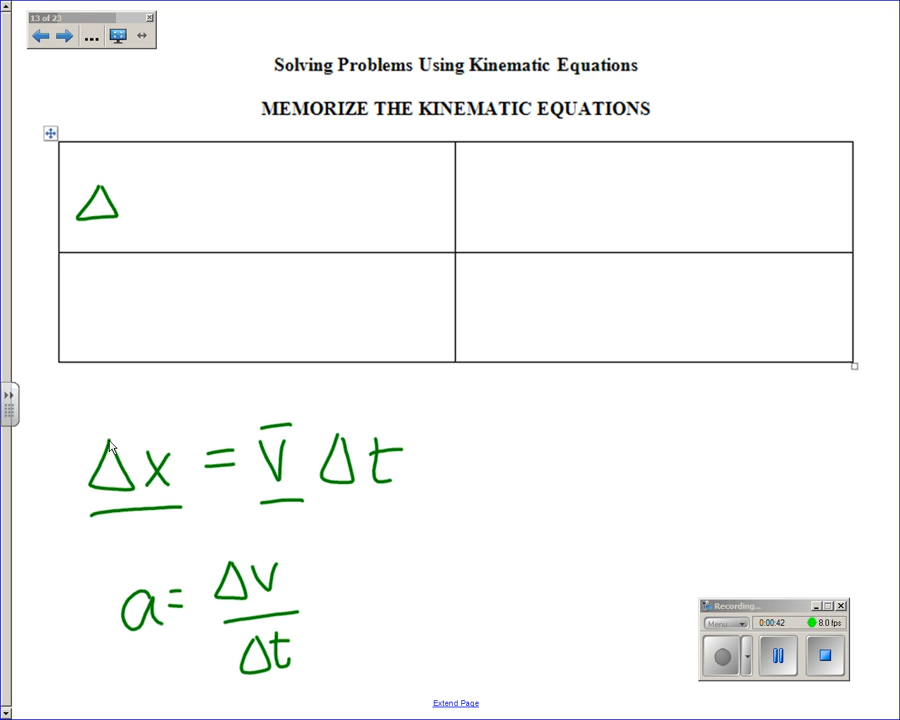 13 of 23
...
Solving Problems Using Kinematic Equations
MEMORIZE THE KINEMATIC EQUATIONS
Δ
Δx = v̅ Δt
a = Δv
Δt
Recording...
Menu 0:00:42 8.0 fps
Extend Page